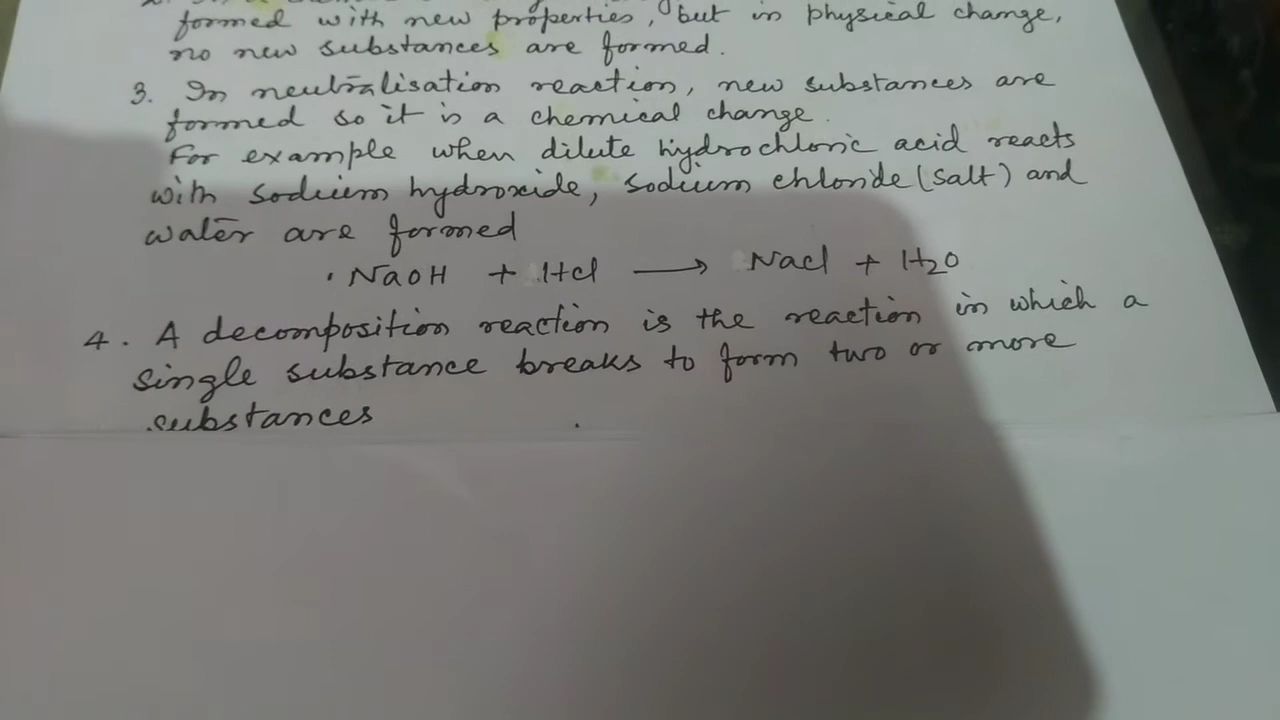 formed with new properties, but in physical change,
no new substances are formed.
3. In neutralisation reaction, new substances are
formed so it is a chemical change.
For example when dilute hydrochloric acid reacts
with sodium hydroxide, sodium chloride (salt) and
water are formed
NaOH + HCl → NaCl + H₂O
4. A decomposition reaction is the reaction in which a
single substance breaks to form two or more
substances